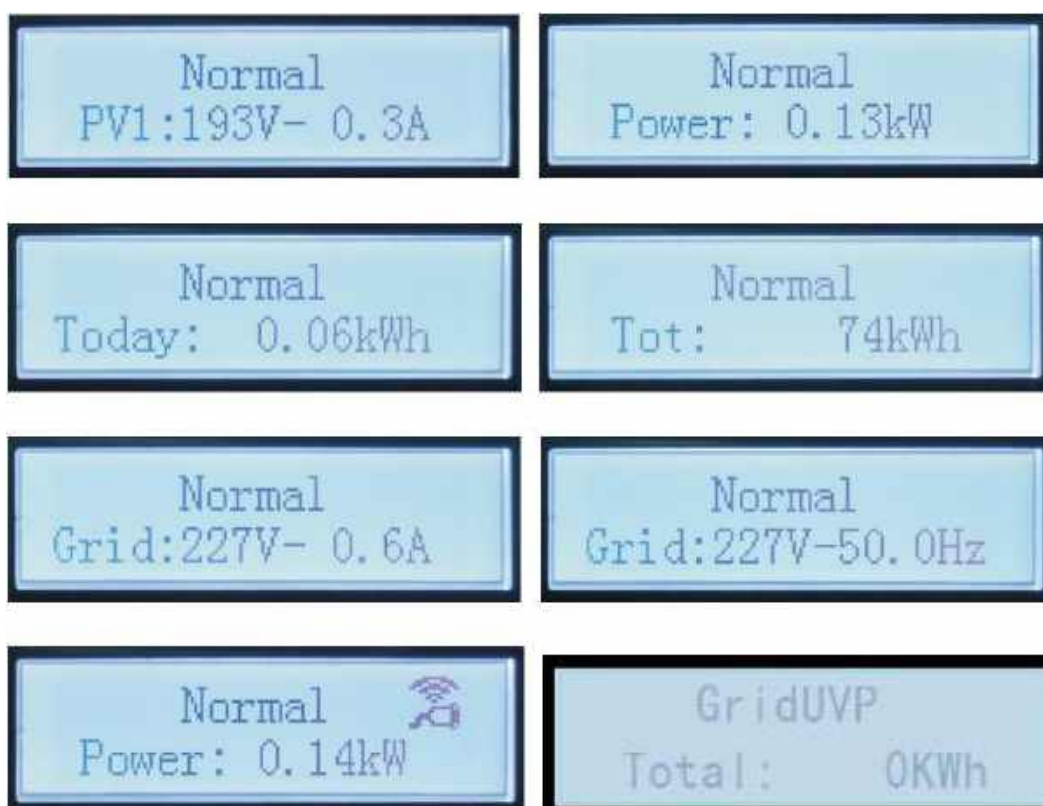 Normal
PV1:193V- 0.3A
Normal
Power: 0.13kW
Normal
Today: 0.06kWh
Normal
Tot: 74kWh
Normal
Grid:227V- 0.6A
Normal
Grid:227V-50.0Hz
Normal
Power: 0.14kW
GridUVP
Total: 0KWh